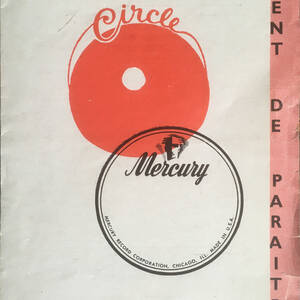 Circle
Mercury
MERCURY RECORD CORPORATION, CHICAGO, ILL. MADE IN U.S.A.
ENT DE PARAIT